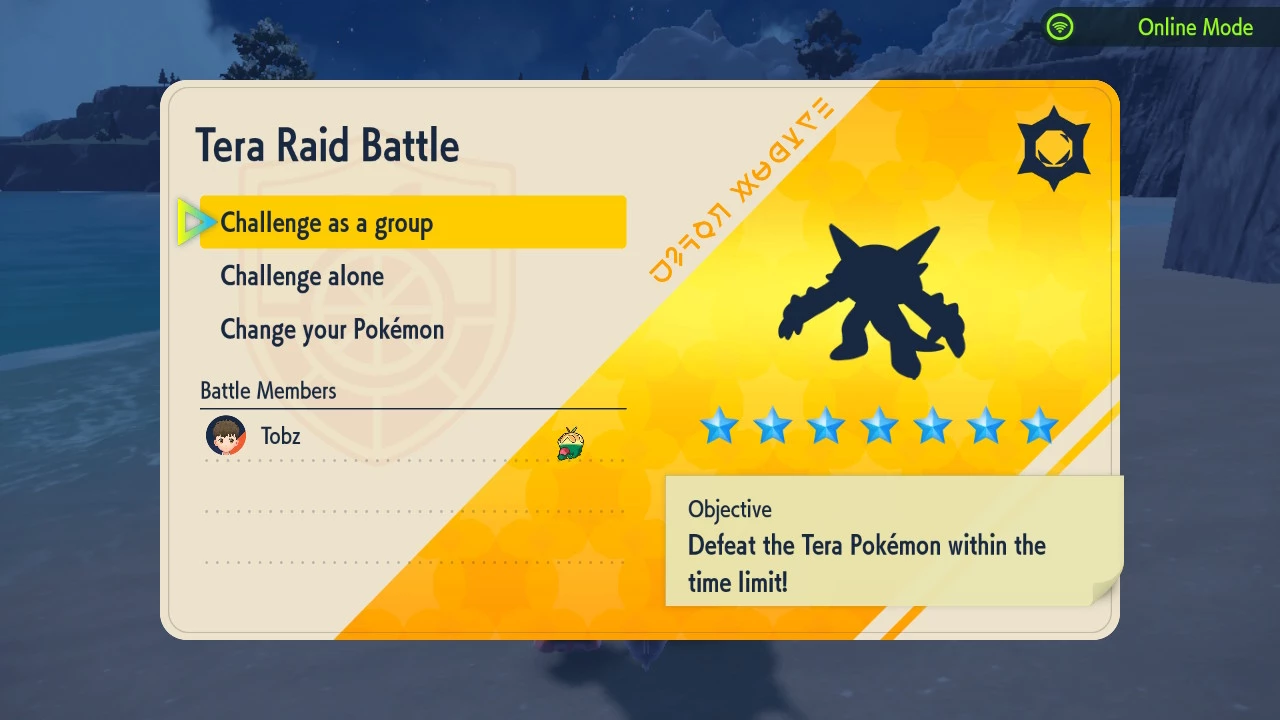 Online Mode
Tera Raid Battle
Challenge as a group
Challenge alone
Change your Pokémon
Battle Members
Tobz
Objective
Defeat the Tera Pokémon within the
time limit!